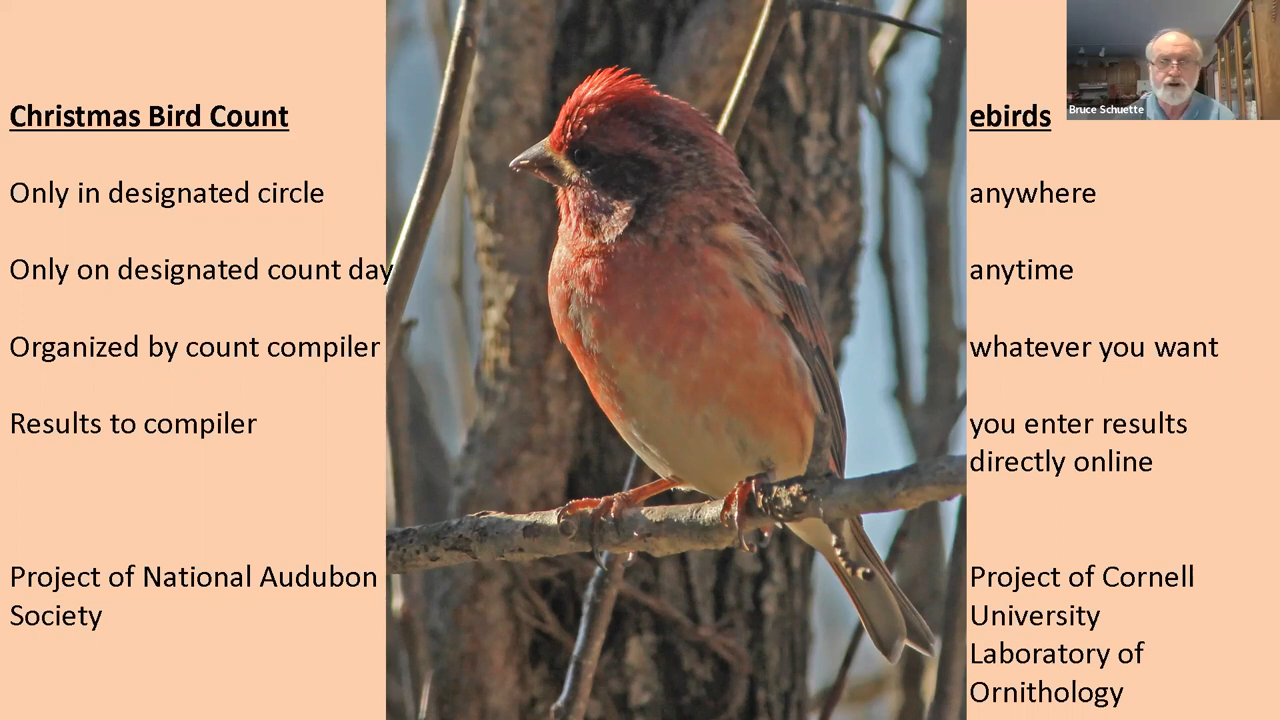 Christmas Bird Count
Only in designated circle
Only on designated count day
Organized by count compiler
Results to compiler
Project of National Audubon
Society
Bruce Schuette
ebirds
anywhere
anytime
whatever you want
you enter results
directly online
Project of Cornell
University
Laboratory of
Ornithology